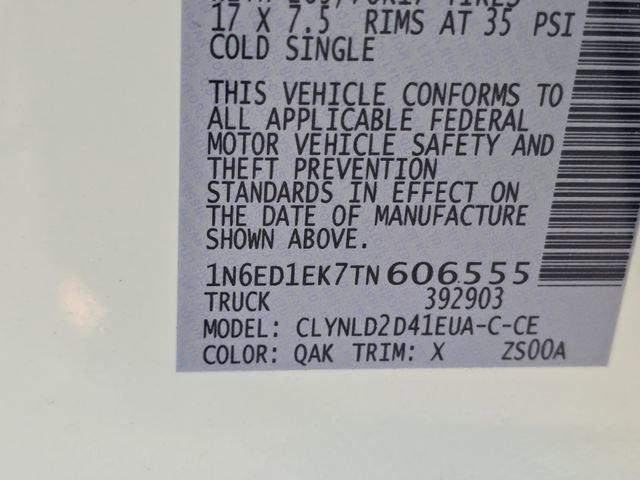 17 X 7.5 RIMS AT 35 PSI
COLD SINGLE
THIS VEHICLE CONFORMS TO
ALL APPLICABLE FEDERAL
MOTOR VEHICLE SAFETY AND
THEFT PREVENTION
STANDARDS IN EFFECT ON
THE DATE OF MANUFACTURE
SHOWN ABOVE.
1N6ED1EK7TN606555
TRUCK 392903
MODEL: CLYNLD2D41EUA-C-CE
COLOR: QAK TRIM: X ZS00A